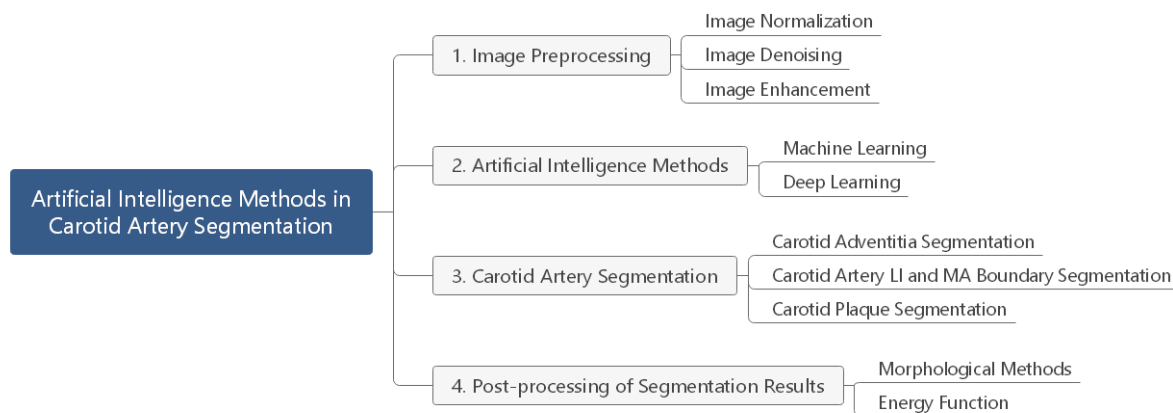 Artificial Intelligence Methods in
Carotid Artery Segmentation
1. Image Preprocessing
Image Normalization
Image Denoising
Image Enhancement
2. Artificial Intelligence Methods
Machine Learning
Deep Learning
3. Carotid Artery Segmentation
Carotid Adventitia Segmentation
Carotid Artery LI and MA Boundary Segmentation
Carotid Plaque Segmentation
4. Post-processing of Segmentation Results
Morphological Methods
Energy Function